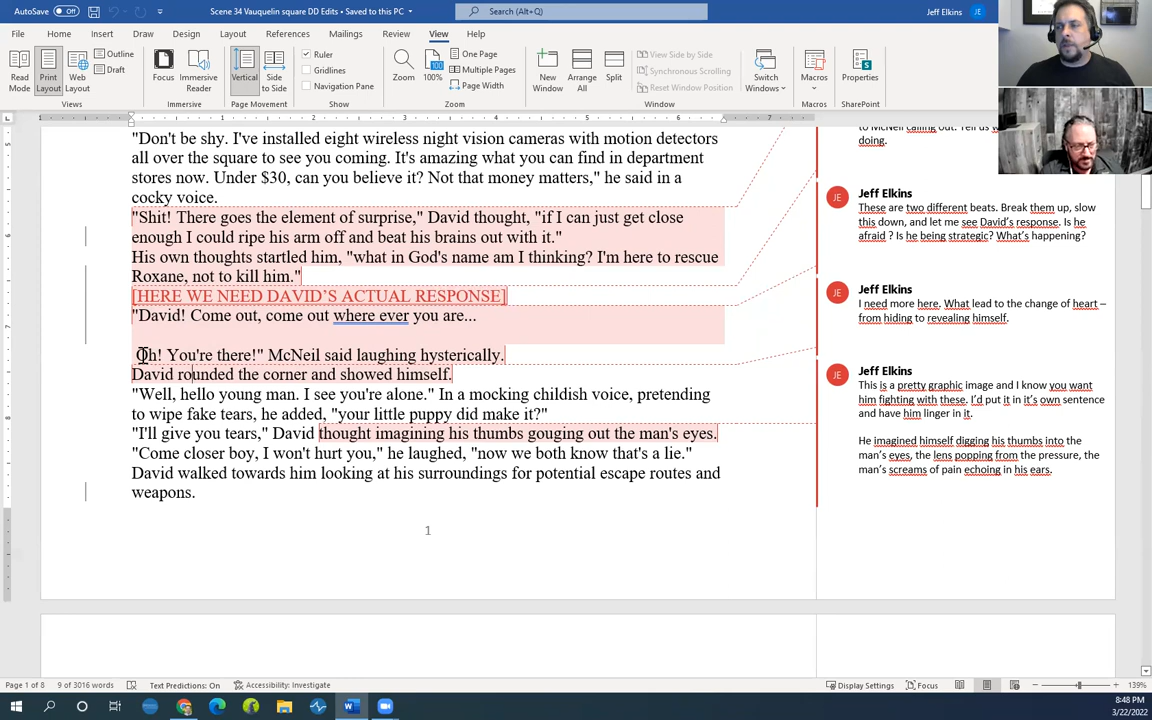 AutoSave Off Scene 34 Vauquelin square DD Edits • Saved to this PC Search (Alt+Q) Jeff Elkins JE
File Home Insert Draw Design Layout References Mailings Review View Help
Read Mode Print Layout Web Layout Outline Draft Focus Immersive Reader Vertical Side to Side Ruler Gridlines Navigation Pane Zoom 100% One Page Multiple Pages Page Width New Window Arrange All Split View Side by Side Synchronous Scrolling Reset Window Position Switch Windows Macros Properties
Views Immersive Page Movement Show Zoom Window Macros SharePoint
1 1 2 3 4 5 6 7
"Don't be shy. I've installed eight wireless night vision cameras with motion detectors
all over the square to see you coming. It's amazing what you can find in department
stores now. Under $30, can you believe it? Not that money matters," he said in a
cocky voice.
"Shit! There goes the element of surprise," David thought, "if I can just get close
enough I could ripe his arm off and beat his brains out with it."
His own thoughts startled him, "what in God's name am I thinking? I'm here to rescue
Roxane, not to kill him."
[HERE WE NEED DAVID'S ACTUAL RESPONSE]
"David! Come out, come out where ever you are...
Oh! You're there!" McNeil said laughing hysterically.
David rounded the corner and showed himself.
"Well, hello young man. I see you're alone." In a mocking childish voice, pretending
to wipe fake tears, he added, "your little puppy did make it?"
"I'll give you tears," David thought imagining his thumbs gouging out the man's eyes.
"Come closer boy, I won't hurt you," he laughed, "now we both know that's a lie."
David walked towards him looking at his surroundings for potential escape routes and
weapons.
1
to McNeil calling out. Tell us
doing.
JE Jeff Elkins
These are two different beats. Break them up, slow
this down, and let me see David's response. Is he
afraid ? Is he being strategic? What's happening?
JE Jeff Elkins
I need more here. What lead to the change of heart –
from hiding to revealing himself.
JE Jeff Elkins
This is a pretty graphic image and I know you want
him fighting with these. I'd put it in it's own sentence
and have him linger in it.
He imagined himself digging his thumbs into the
man's eyes, the lens popping from the pressure, the
man's screams of pain echoing in his ears.
Page 1 of 8 9 of 3016 words Text Predictions: On Accessibility: Investigate Display Settings Focus 139%
8:48 PM
3/22/2022